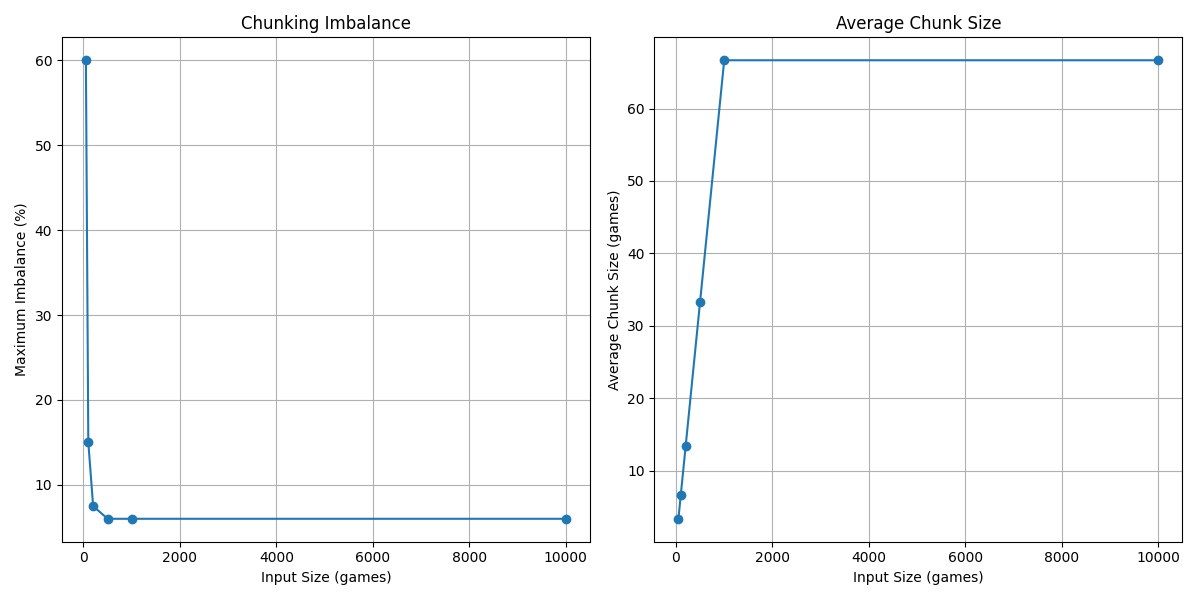 Chunking Imbalance
Maximum Imbalance (%)
60
50
40
30
20
10
0 2000 4000 6000 8000 10000
Input Size (games)
Average Chunk Size
Average Chunk Size (games)
60
50
40
30
20
10
0 2000 4000 6000 8000 10000
Input Size (games)